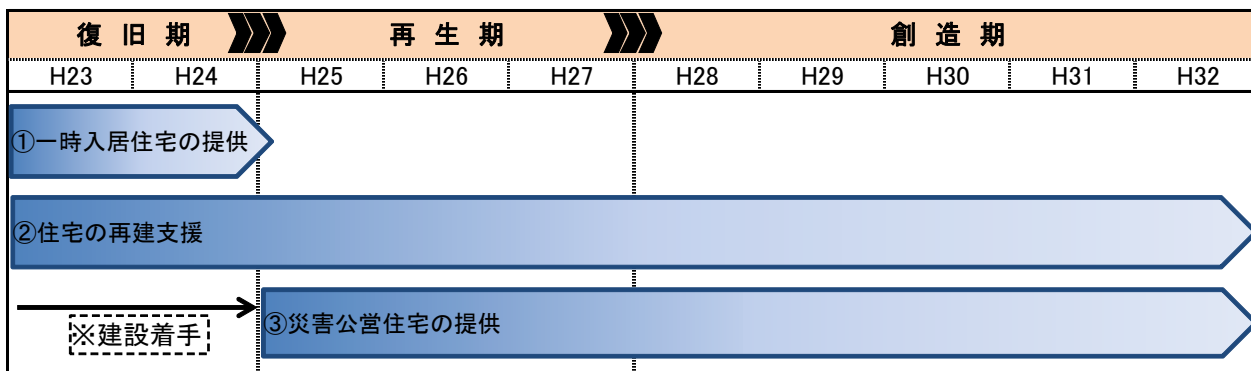 復旧期 再生期 創造期
H23 H24 H25 H26 H27 H28 H29 H30 H31 H32
①一時入居住宅の提供
②住宅の再建支援
③災害公営住宅の提供
※建設着手